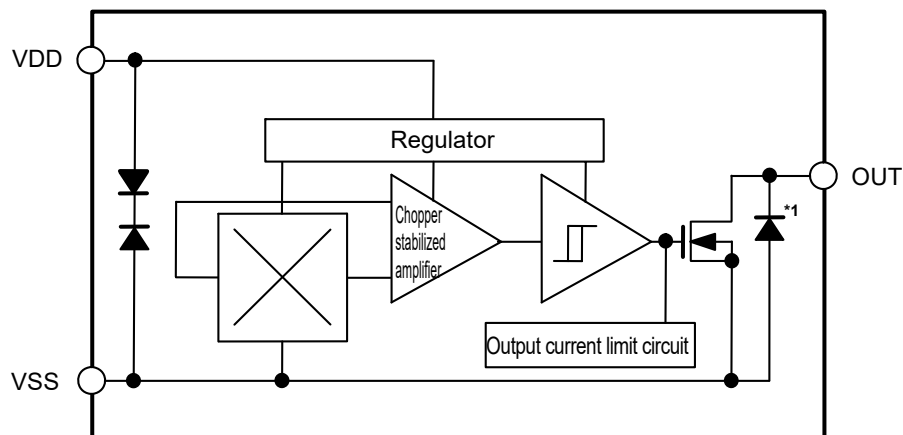 VDD
Regulator
OUT
*1
Chopper
stabilized
amplifier
Output current limit circuit
VSS